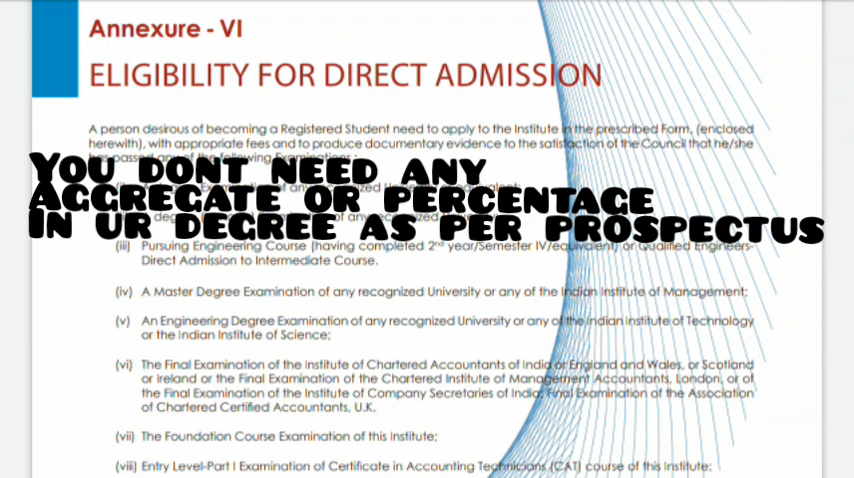 Annexure - VI
ELIGIBILITY FOR DIRECT ADMISSION
A person desirous of becoming a Registered Student need to apply to the Institute in the prescribed Form, (enclosed
herewith), with appropriate fees and to produce documentary evidence to the satisfaction of the Council that he/she
has passed any of the following Examinations :
YOU DONT NEED ANY
AGGREGATE OR PERCENTAGE
IN UR DEGREE AS PER PROSPECTUS
(iii) Pursuing Engineering Course [having completed 2nd year/Semester IV/equivalent) or Qualified Engineers-
Direct Admission to Intermediate Course.
(iv) A Master Degree Examination of any recognized University or any of the Indian Institute of Management;
(v) An Engineering Degree Examination of any recognized University or any of the Indian Institute of Technology
or the Indian Institute of Science;
(vi) The Final Examination of the Institute of Chartered Accountants of India or England and Wales, or Scotland
or Ireland or the Final Examination of the Chartered Institute of Management Accountants, London, or of
the Final Examination of the Institute of Company Secretaries of India; Final Examination of the Association
of Chartered Certified Accountants, U.K.
(vii) The Foundation Course Examination of this Institute;
(viii) Entry Level-Part I Examination of Certificate in Accounting Technicians (CAT) course of this Institute;